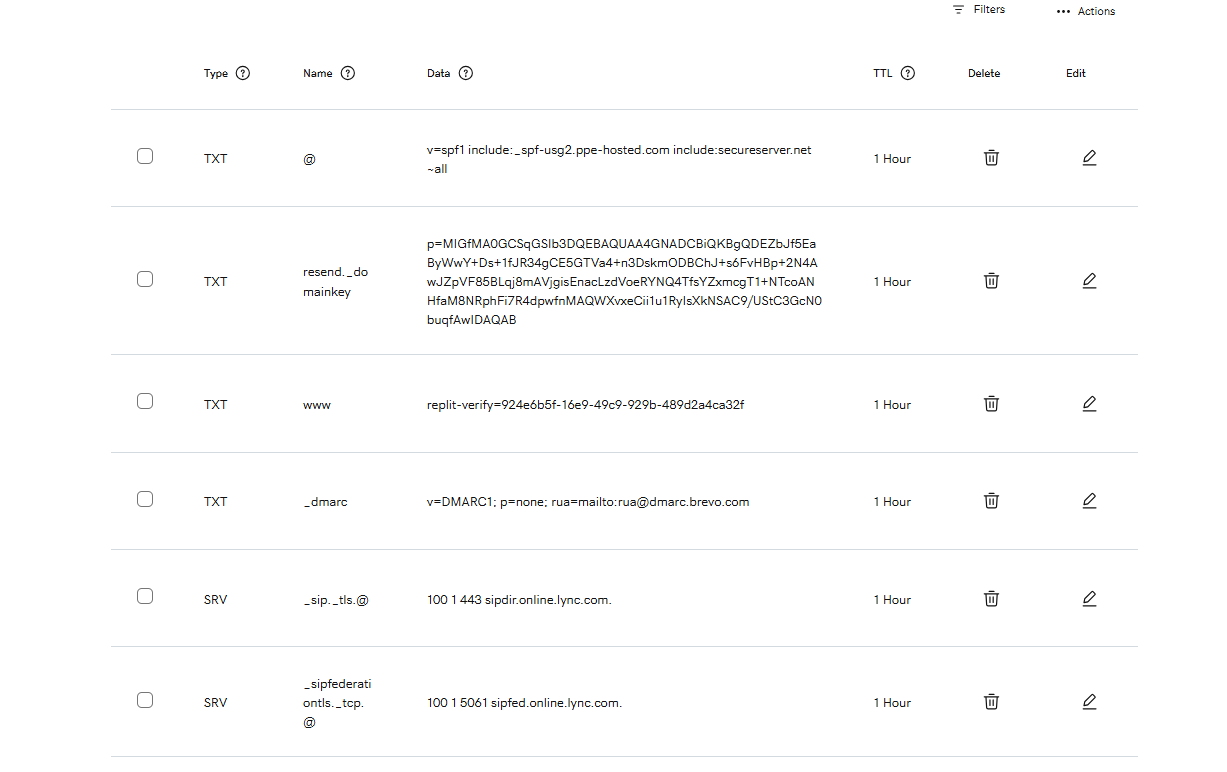 Filters
Actions
Type ? Name ? Data ? TTL ? Delete Edit
TXT @ v=spf1 include:_spf-usg2.ppe-hosted.com include:secureserver.net 1 Hour
~all
p=MIGfMA0GCSqGSIb3DQEBAQUAA4GNADCBiQKBgQDEZbJf5Ea
ByWwY+Ds+1fJR34gCE5GTVa4+n3DskmODBChJ+s6FvHBp+2N4A
TXT resend._do wJZpVF85BLqj8mAVjgisEnacLzdVoeRYNQ4TfsYZxmcgT1+NTcoAN 1 Hour
mainkey HfaM8NRphFi7R4dpwfnMAQWXvxeCii1u1RyIsXkNSAC9/UStC3GcN0
buqfAwIDAQAB
TXT www replit-verify=924e6b5f-16e9-49c9-929b-489d2a4ca32f 1 Hour
TXT _dmarc v=DMARC1; p=none; rua=mailto:rua@dmarc.brevo.com 1 Hour
SRV _sip._tls.@ 100 1 443 sipdir.online.lync.com. 1 Hour
_sipfederati
SRV ontls._tcp. 100 1 5061 sipfed.online.lync.com. 1 Hour
@